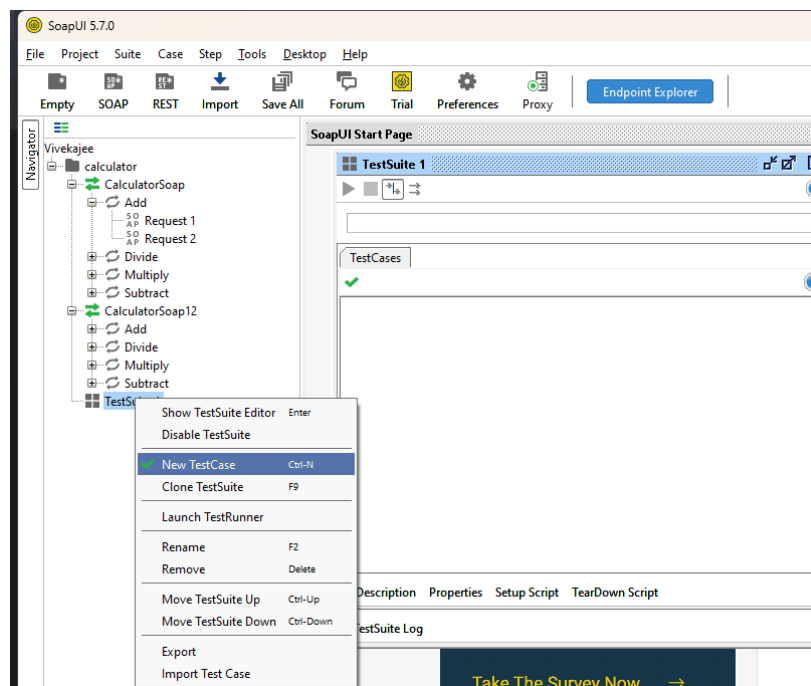 SoapUI 5.7.0
File Project Suite Case Step Tools Desktop Help
Empty SOAP REST Import Save All Forum Trial Preferences Proxy Endpoint Explorer
Navigator
Vivekajee
calculator
CalculatorSoap
Add
SOAP Request 1
SOAP Request 2
Divide
Multiply
Subtract
CalculatorSoap12
Add
Divide
Multiply
Subtract
Show TestSuite Editor Enter
Disable TestSuite
New TestCase Ctrl-N
Clone TestSuite F9
Launch TestRunner
Rename F2
Remove Delete
Move TestSuite Up Ctrl-Up
Move TestSuite Down Ctrl-Down
Export
Import Test Case
SoapUI Start Page
TestSuite 1
TestCases
Description Properties Setup Script TearDown Script
TestSuite Log
Take The Survey Now →